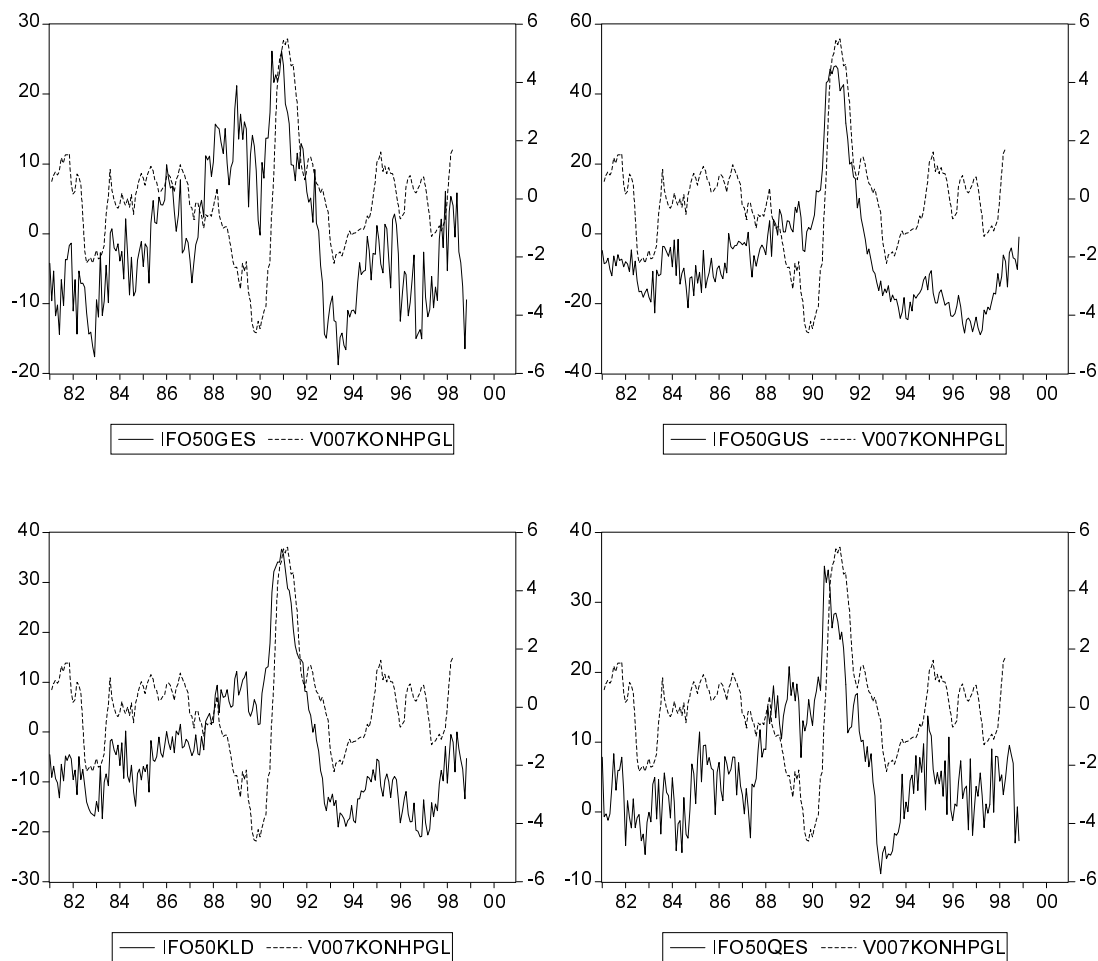 30 6 60 6
20 4 40 4
10 2 20 2
0 0 0 0
-10 -2 -20 -2
-20 -4 -40 -4
-6 -6
82 84 86 88 90 92 94 96 98 00 82 84 86 88 90 92 94 96 98 00
IFO50GES V007KONHPGL IFO50GUS V007KONHPGL
40 6 40 6
30 4 30 4
20 2 20 2
10 0 10 0
0 -2 0 -2
-10 -4 -10 -4
-20 -6 -6
-30
82 84 86 88 90 92 94 96 98 00 82 84 86 88 90 92 94 96 98 00
IFO50KLD V007KONHPGL IFO50QES V007KONHPGL